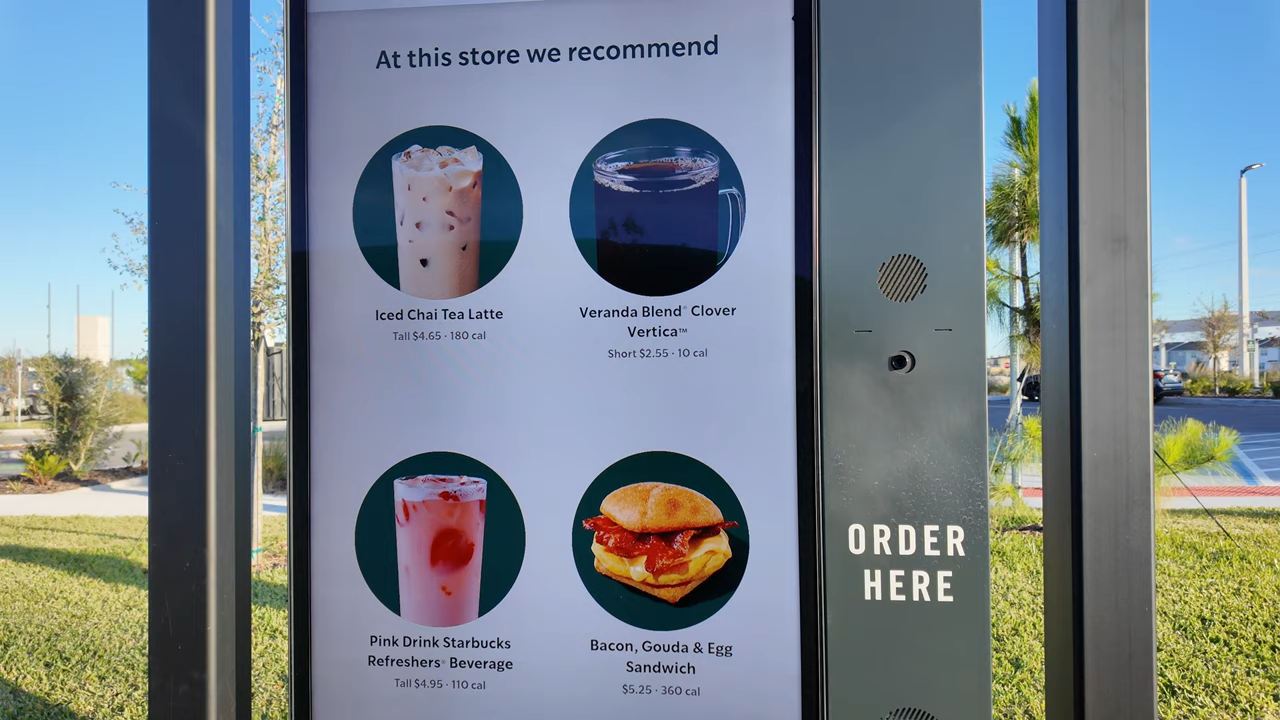 At this store we recommend
Iced Chai Tea Latte
Tall $4.65 · 180 cal
Veranda Blend® Clover
Vertica™
Short $2.55 · 10 cal
ORDER
HERE
Pink Drink Starbucks
Refreshers® Beverage
Tall $4.95 · 110 cal
Bacon, Gouda & Egg
Sandwich
$5.25 · 360 cal